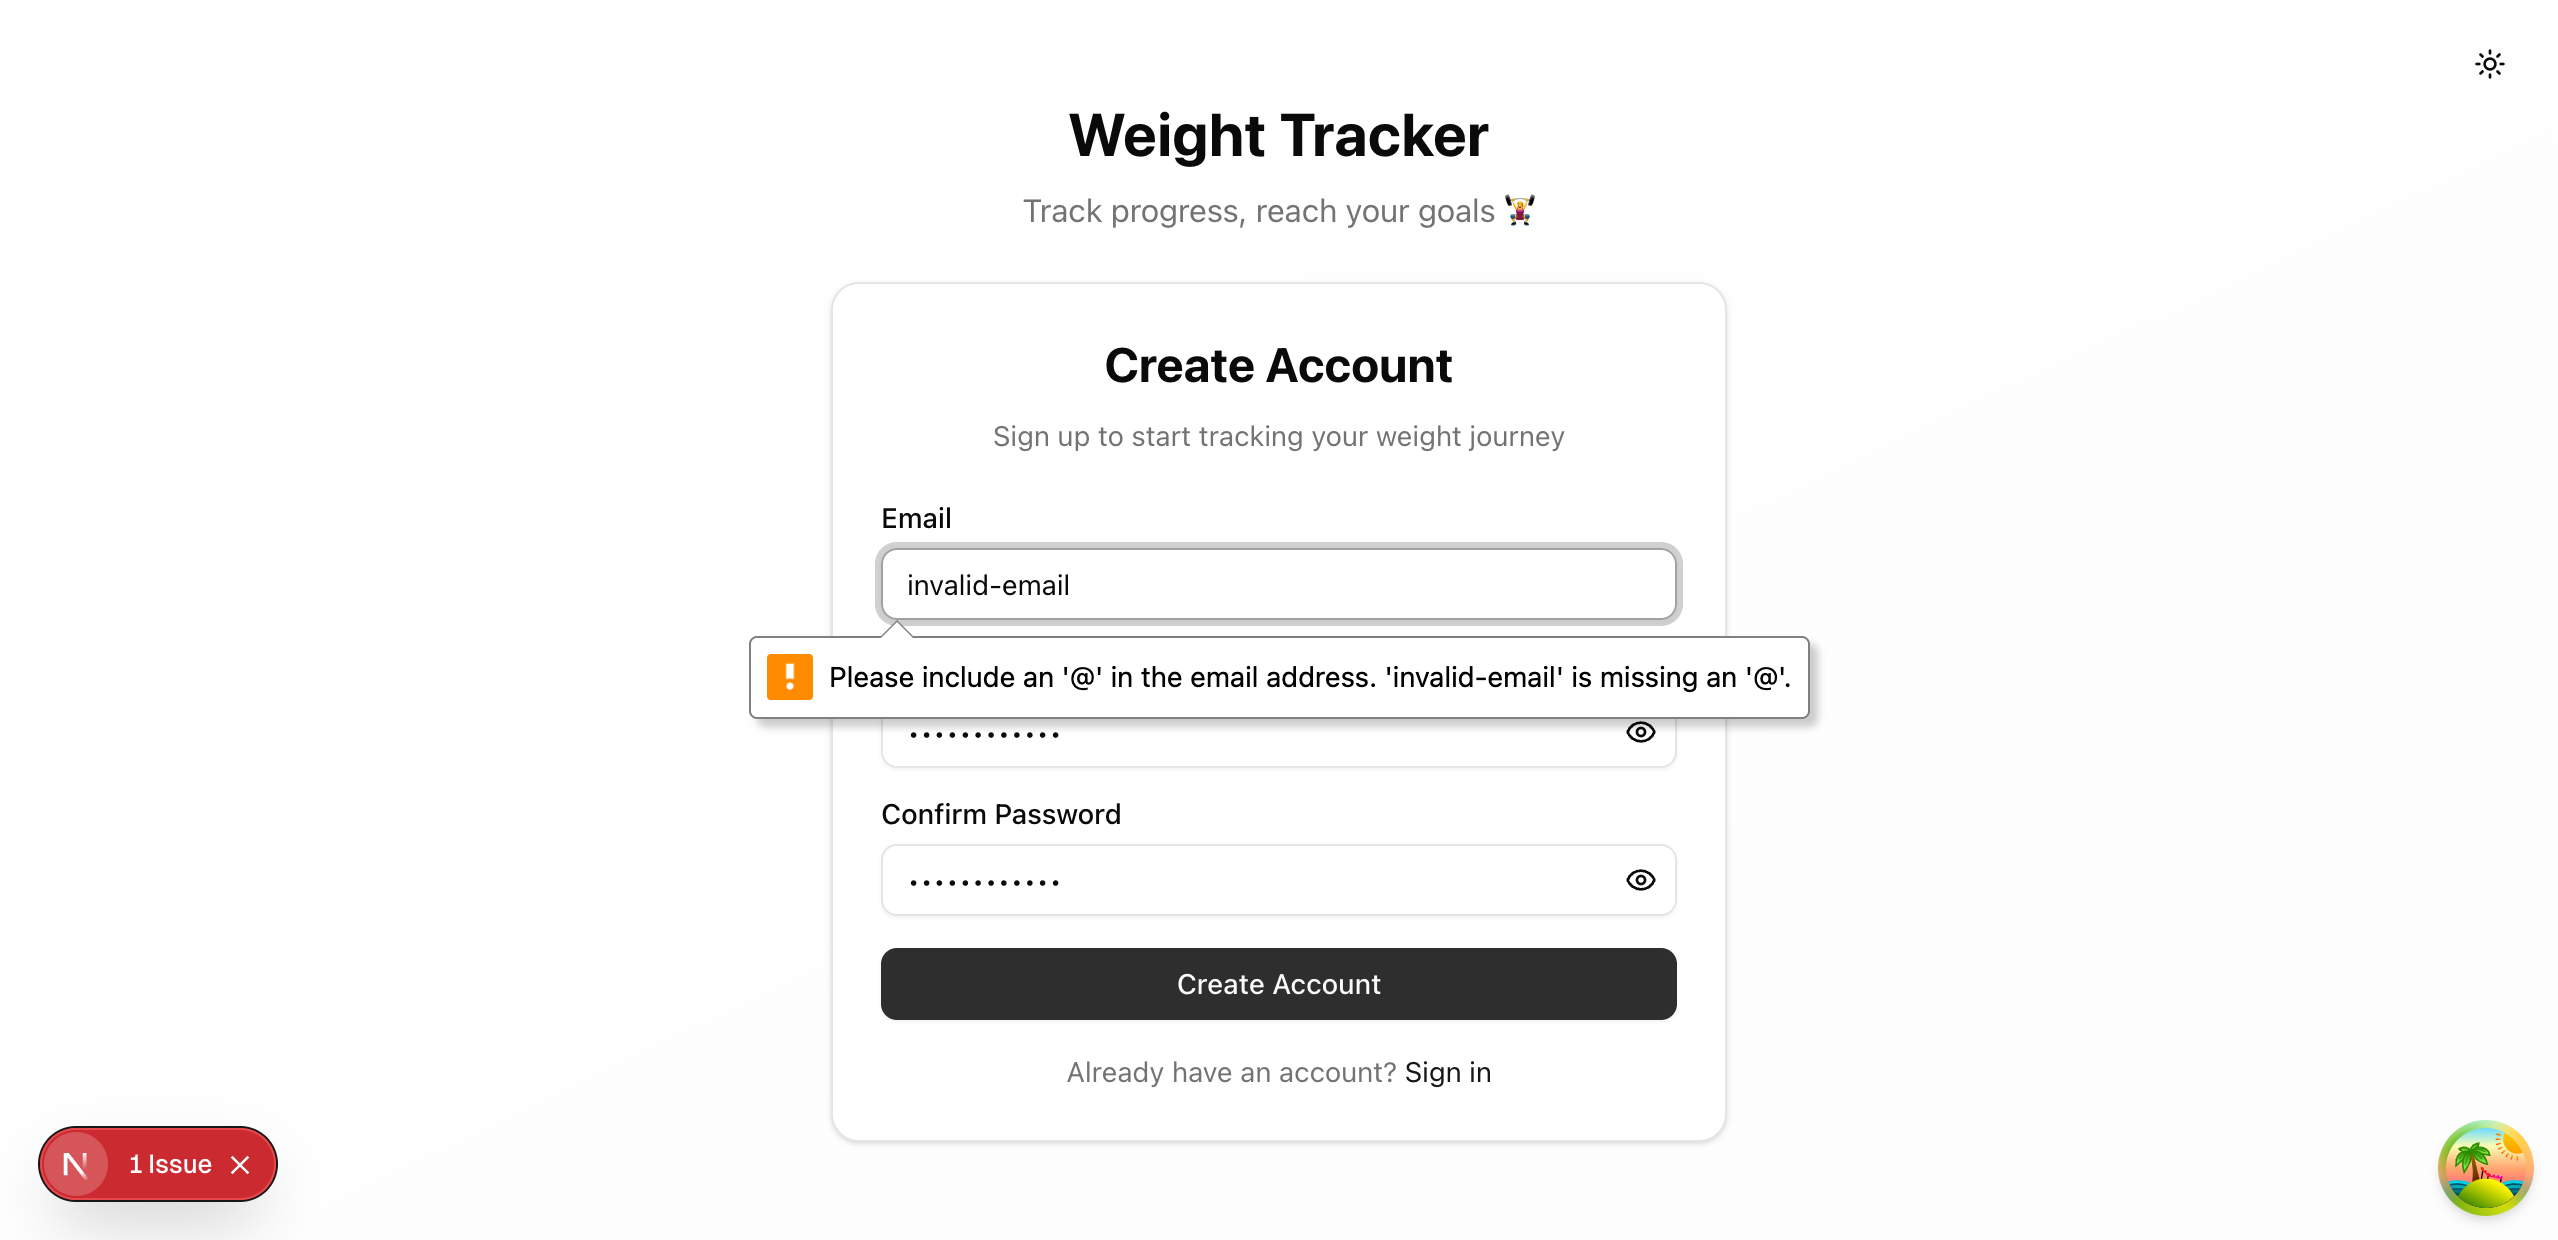 Weight Tracker
Track progress, reach your goals 🏋️‍♀️
Create Account
Sign up to start tracking your weight journey
Email
invalid-email
Please include an '@' in the email address. 'invalid-email' is missing an '@'.
••••••••••••
Confirm Password
••••••••••••
Create Account
Already have an account? Sign in
N 1 Issue